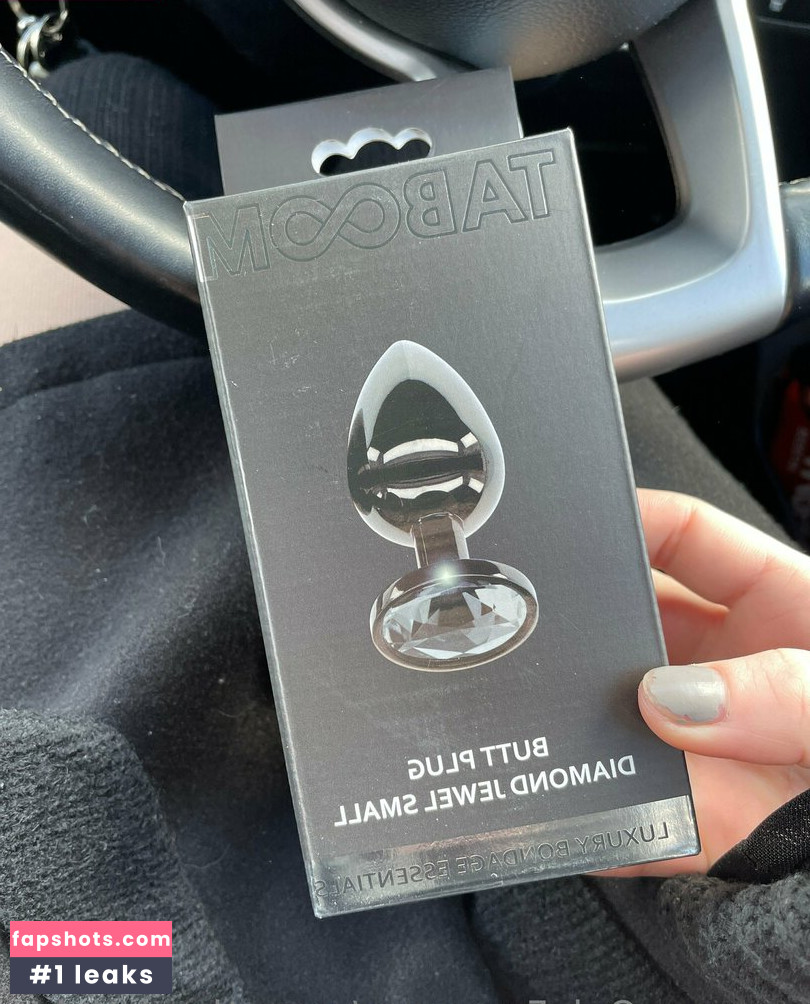 TABOOM
BUTT PLUG
DIAMOND JEWEL SMALL
LUXURY BONDAGE ESSENTIALS
fapshots.com
#1 leaks